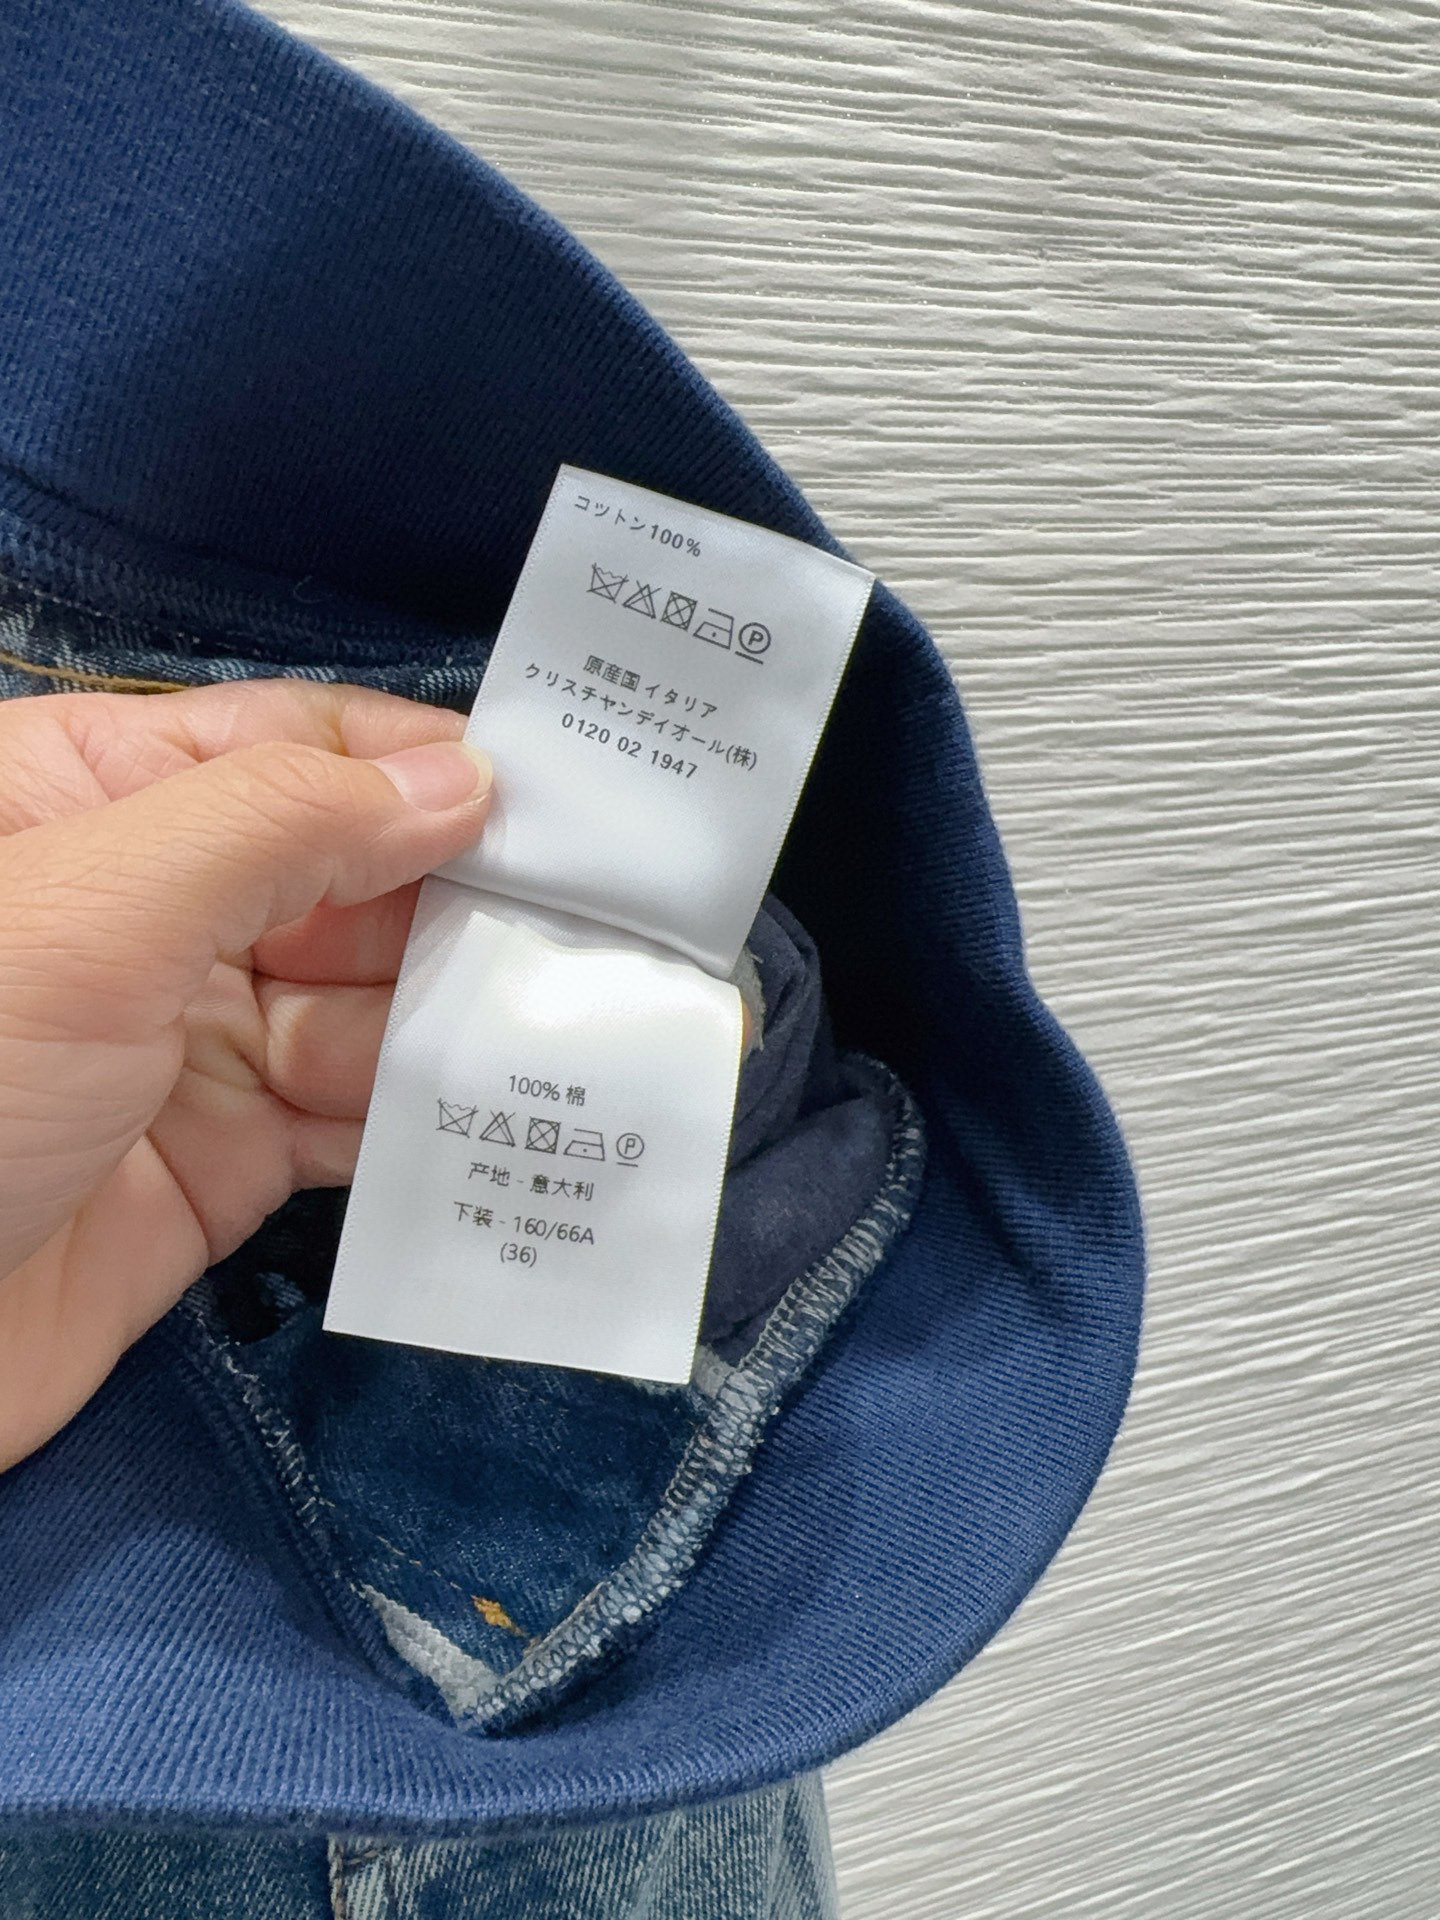 コットン100%
P
原産国 イタリア
クリスチャンディオール(株)
0120 02 1947
100% 棉
P
产地 - 意大利
下装 - 160/66A
(36)